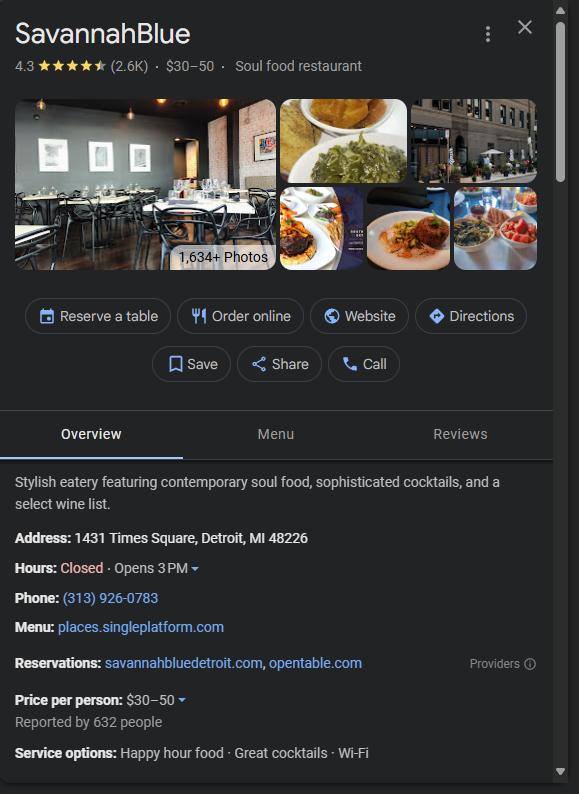 SavannahBlue
4.3 (2.6K) · $30–50 · Soul food restaurant
1,634+ Photos
Reserve a table
Order online
Website
Directions
Save
Share
Call
Overview
Menu
Reviews
Stylish eatery featuring contemporary soul food, sophisticated cocktails, and a
select wine list.
Address: 1431 Times Square, Detroit, MI 48226
Hours: Closed · Opens 3 PM
Phone: (313) 926-0783
Menu: places.singleplatform.com
Reservations: savannahbluedetroit.com, opentable.com
Providers
Price per person: $30–50
Reported by 632 people
Service options: Happy hour food · Great cocktails · Wi-Fi